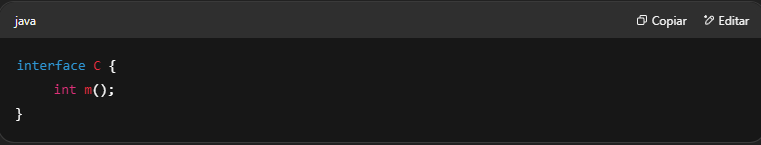 java Copiar Editar
interface C {
int m();
}